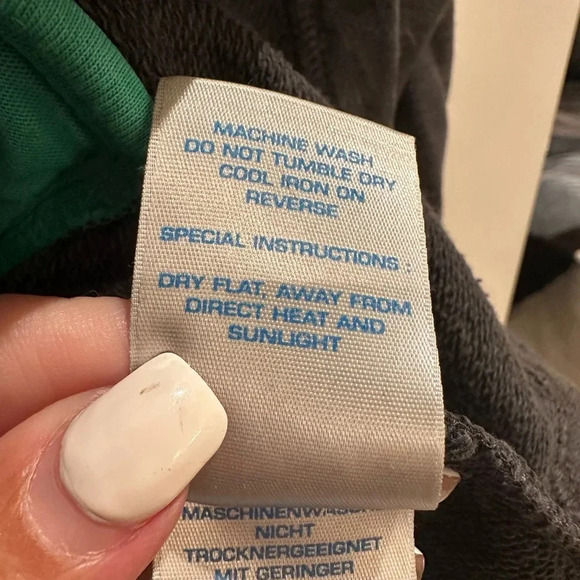 MACHINE WASH
DO NOT TUMBLE DRY
COOL IRON ON
REVERSE
SPECIAL INSTRUCTIONS :
DRY FLAT, AWAY FROM
DIRECT HEAT AND
SUNLIGHT
NICHT
TROCKNERGEEIGNET
MIT GERINGER